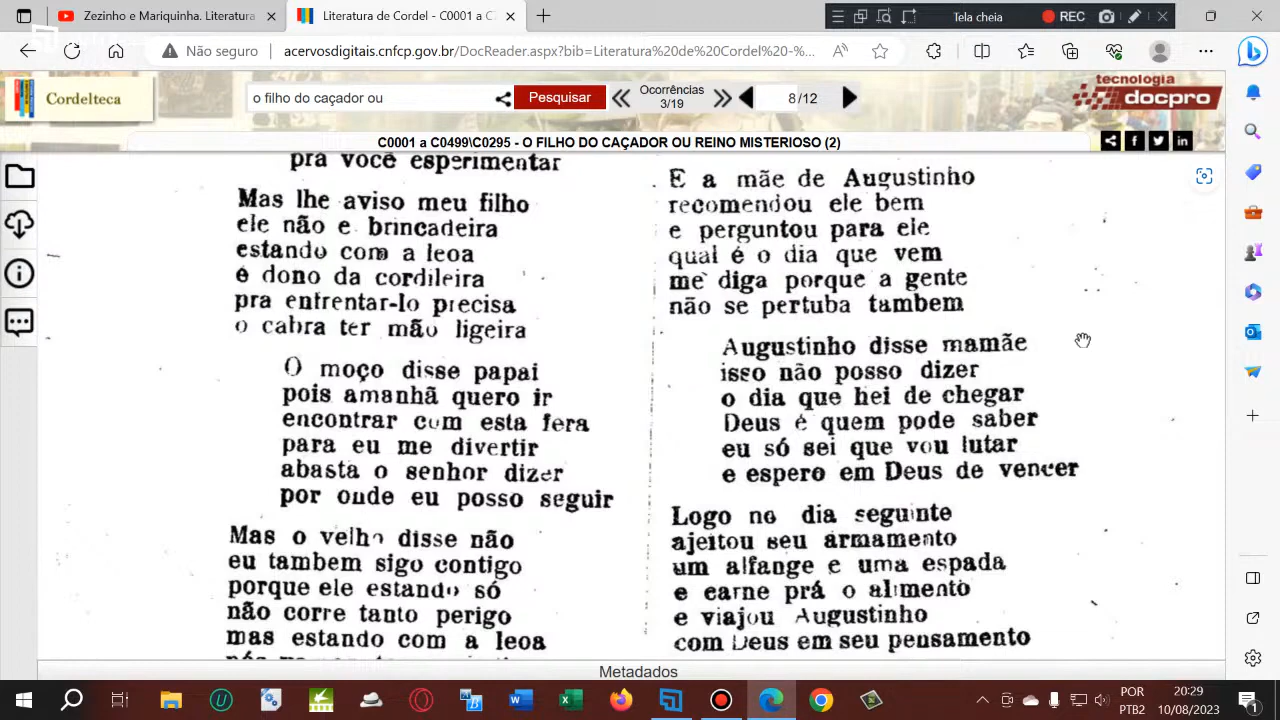 Zezinho e Mariquinha Literatura
Literatura de Cordel - C0001 a C
Tela cheia
REC
Não seguro
acervosdigitais.cnfcp.gov.br/DocReader.aspx?bib=Literatura%20de%20Cordel%20-%...
Cordelteca
o filho do caçador ou
Pesquisar
Ocorrências
3/19
8/12
tecnologia
docpro
C0001 a C0499\C0295 - O FILHO DO CAÇADOR OU REINO MISTERIOSO (2)
pra você esperimentar
Mas lhe aviso meu filho
ele não e brincadeira
estando com a leoa
é dono da cordileira
pra enfrentar-lo precisa
o cabra ter mão ligeira
O moço disse papai
pois amanhã quero ir
encontrar com esta fera
para eu me divertir
abasta o senhor dizer
por onde eu posso seguir
Mas o velho disse não
eu tambem sigo contigo
porque ele estando só
não corre tanto perigo
mas estando com a leoa
E a mãe de Augustinho
recomendou ele bem
e perguntou para ele
qual é o dia que vem
me diga porque a gente
não se pertuba tambem
Augustinho disse mamãe
isso não posso dizer
o dia que hei de chegar
Deus é quem pode saber
eu só sei que vou lutar
e espero em Deus de vencer
Logo no dia seguinte
ajeitou seu armamento
um alfange e uma espada
e carne prá o alimento
e viajou Augustinho
com Deus em seu pensamento
Metadados
POR
PTB2
20:29
10/08/2023